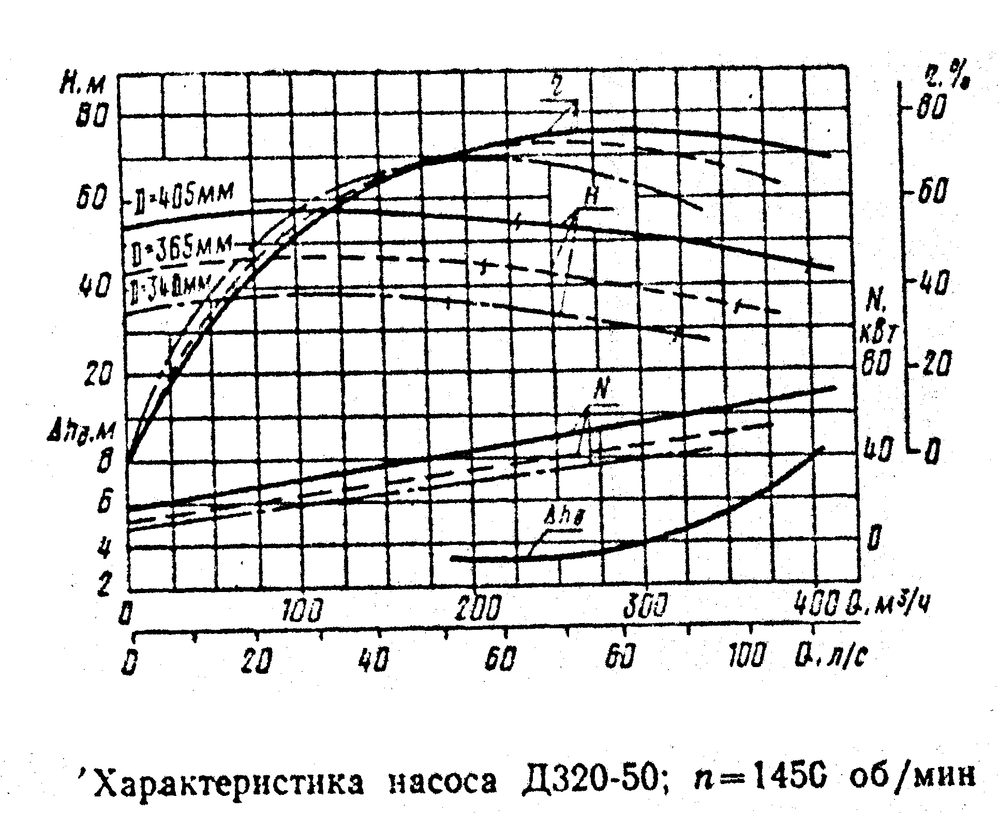 H.м
80
60
40
20
Δhд.м
8
6
4
2
D=405мм
D=365мм
D=340мм
η
H
N
Δhд
η.%
80
60
40
20
0
N,
кВт
80
40
0
0 100 200 300 400 Q.м³/ч
0 20 40 60 80 100 Q.л/с
Характеристика насоса Д320-50; n=1450 об/мин